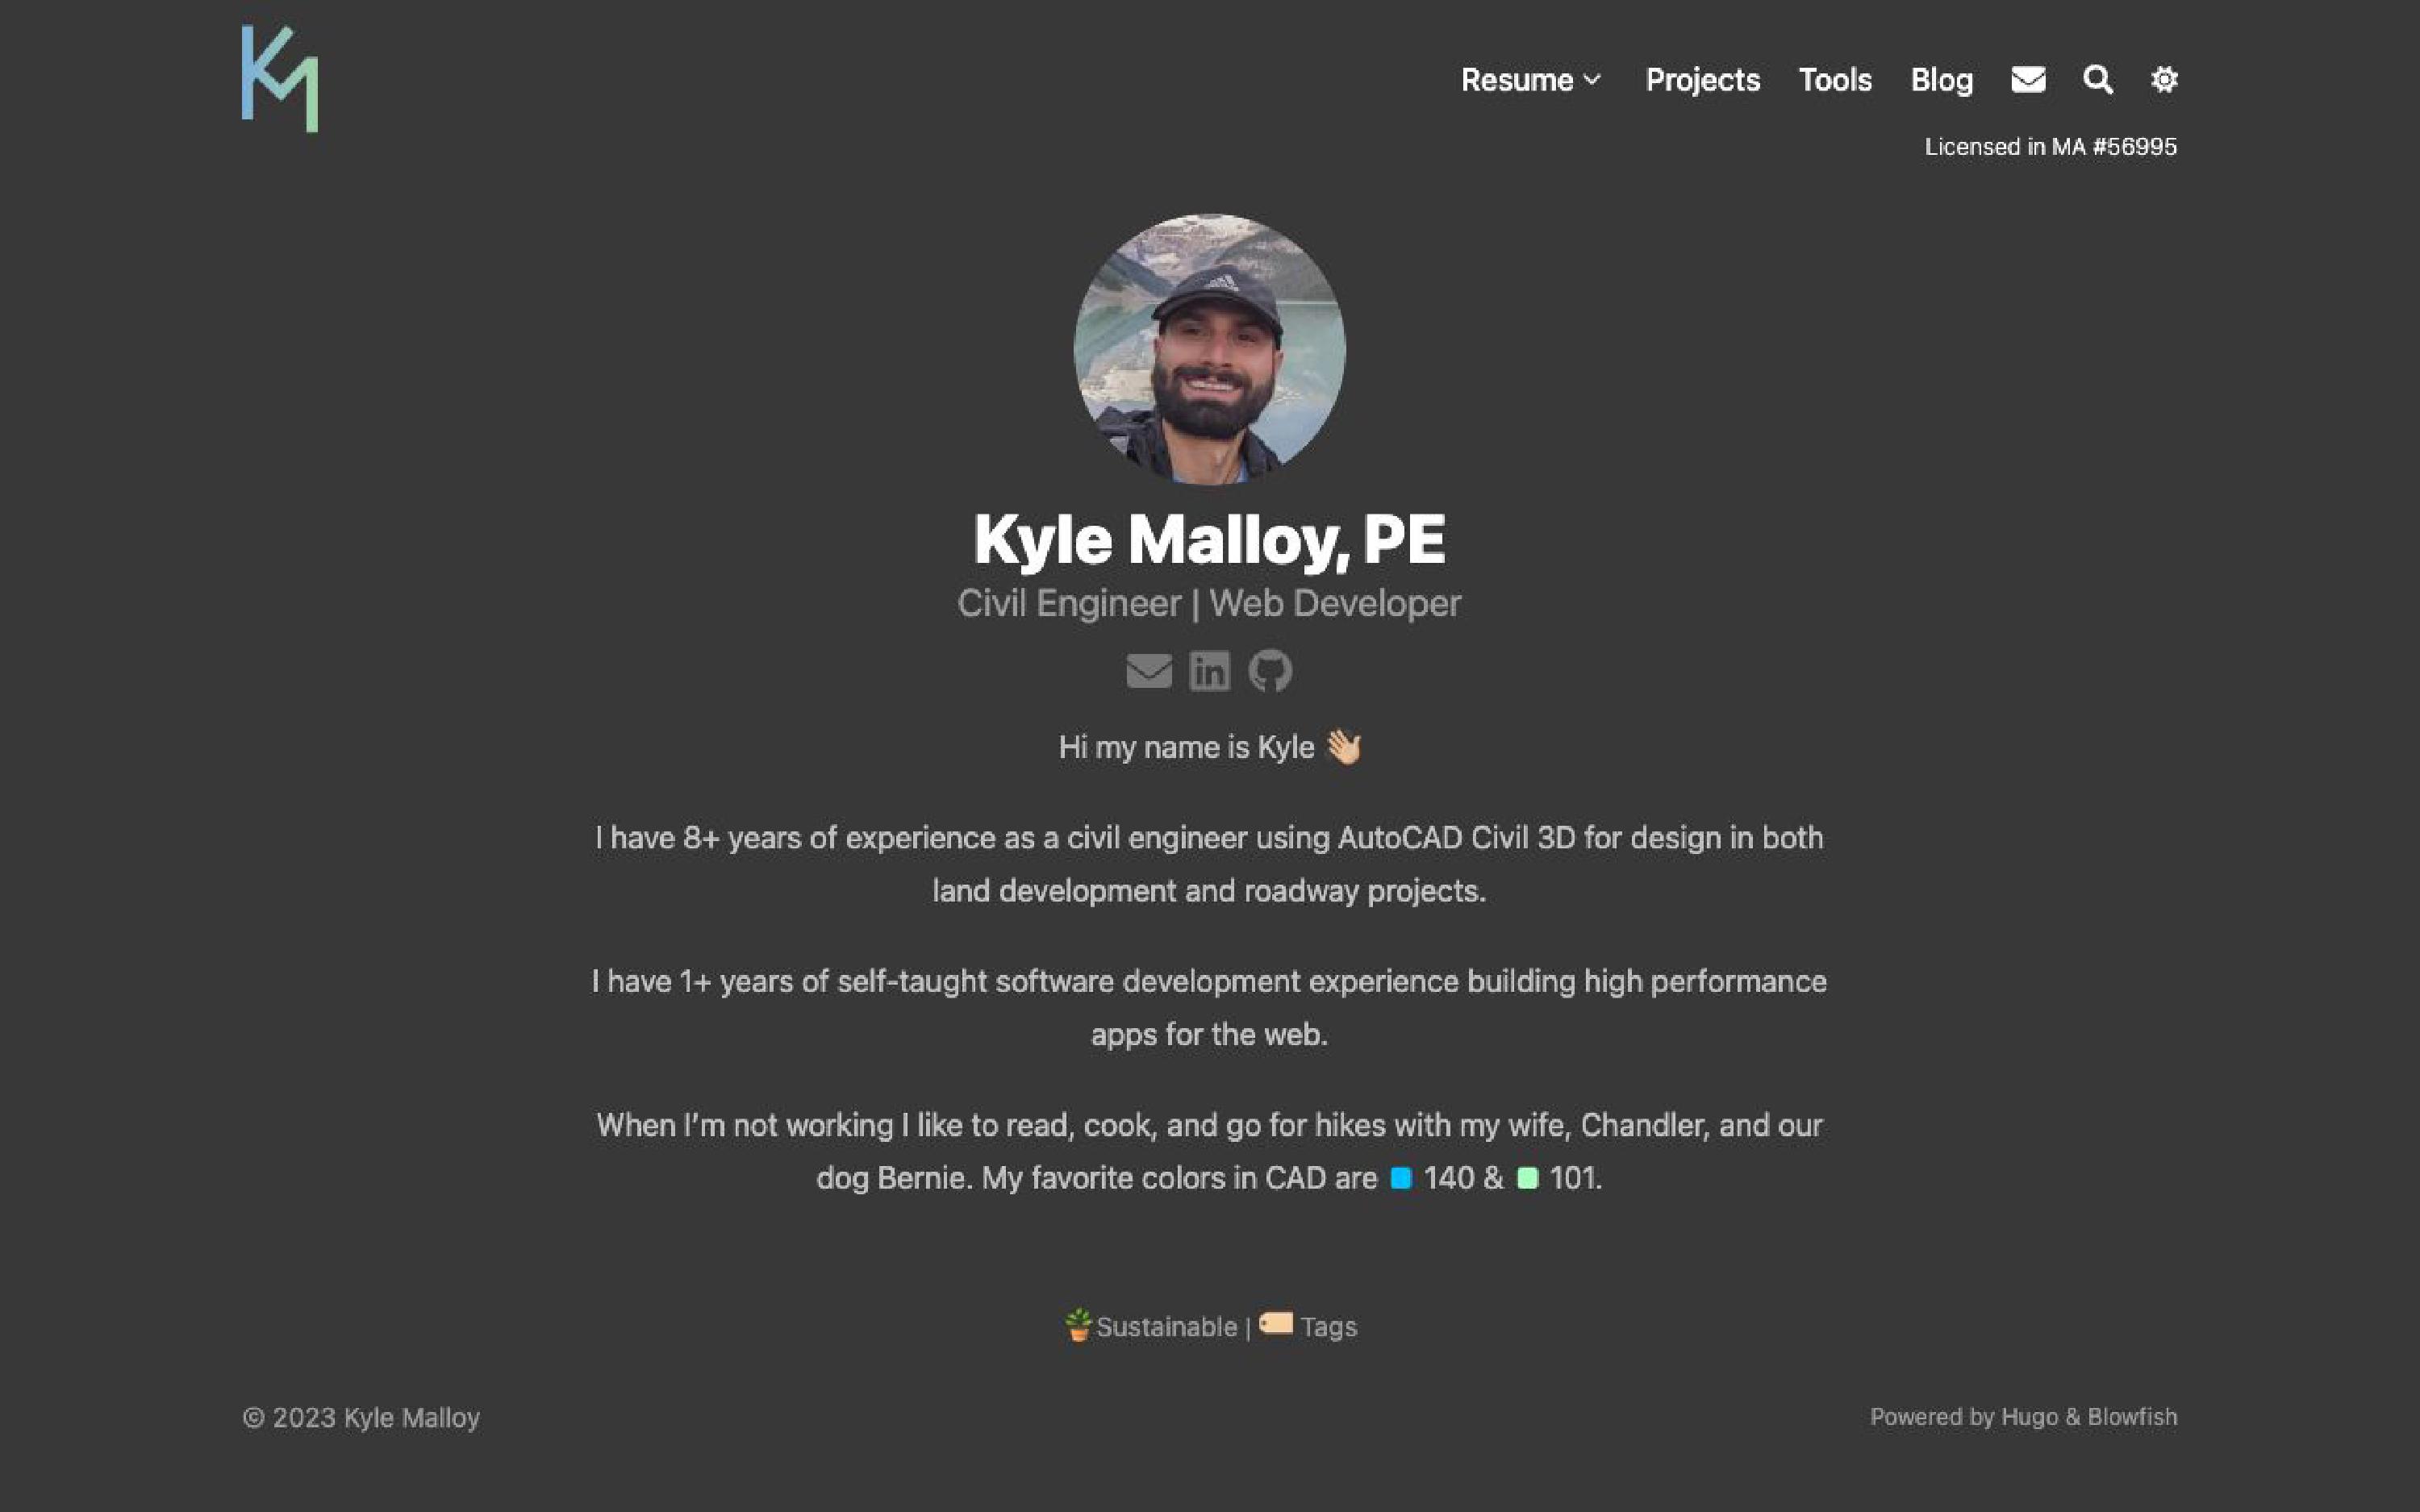 KM
Resume Projects Tools Blog
Licensed in MA #56995
Kyle Malloy, PE
Civil Engineer | Web Developer
in
Hi my name is Kyle 👋🏼
I have 8+ years of experience as a civil engineer using AutoCAD Civil 3D for design in both
land development and roadway projects.
I have 1+ years of self-taught software development experience building high performance
apps for the web.
When I’m not working I like to read, cook, and go for hikes with my wife, Chandler, and our
dog Bernie. My favorite colors in CAD are 140 & 101.
🪴Sustainable | 🏷️ Tags
© 2023 Kyle Malloy
Powered by Hugo & Blowfish